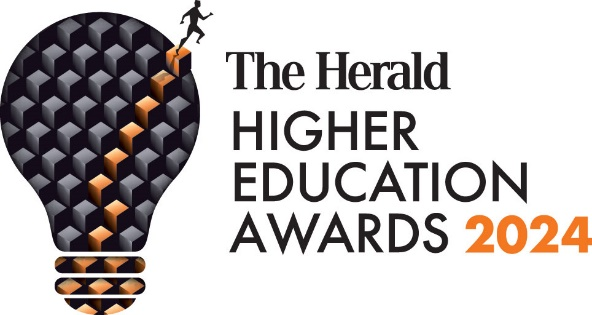 The Herald
HIGHER
EDUCATION
AWARDS 2024